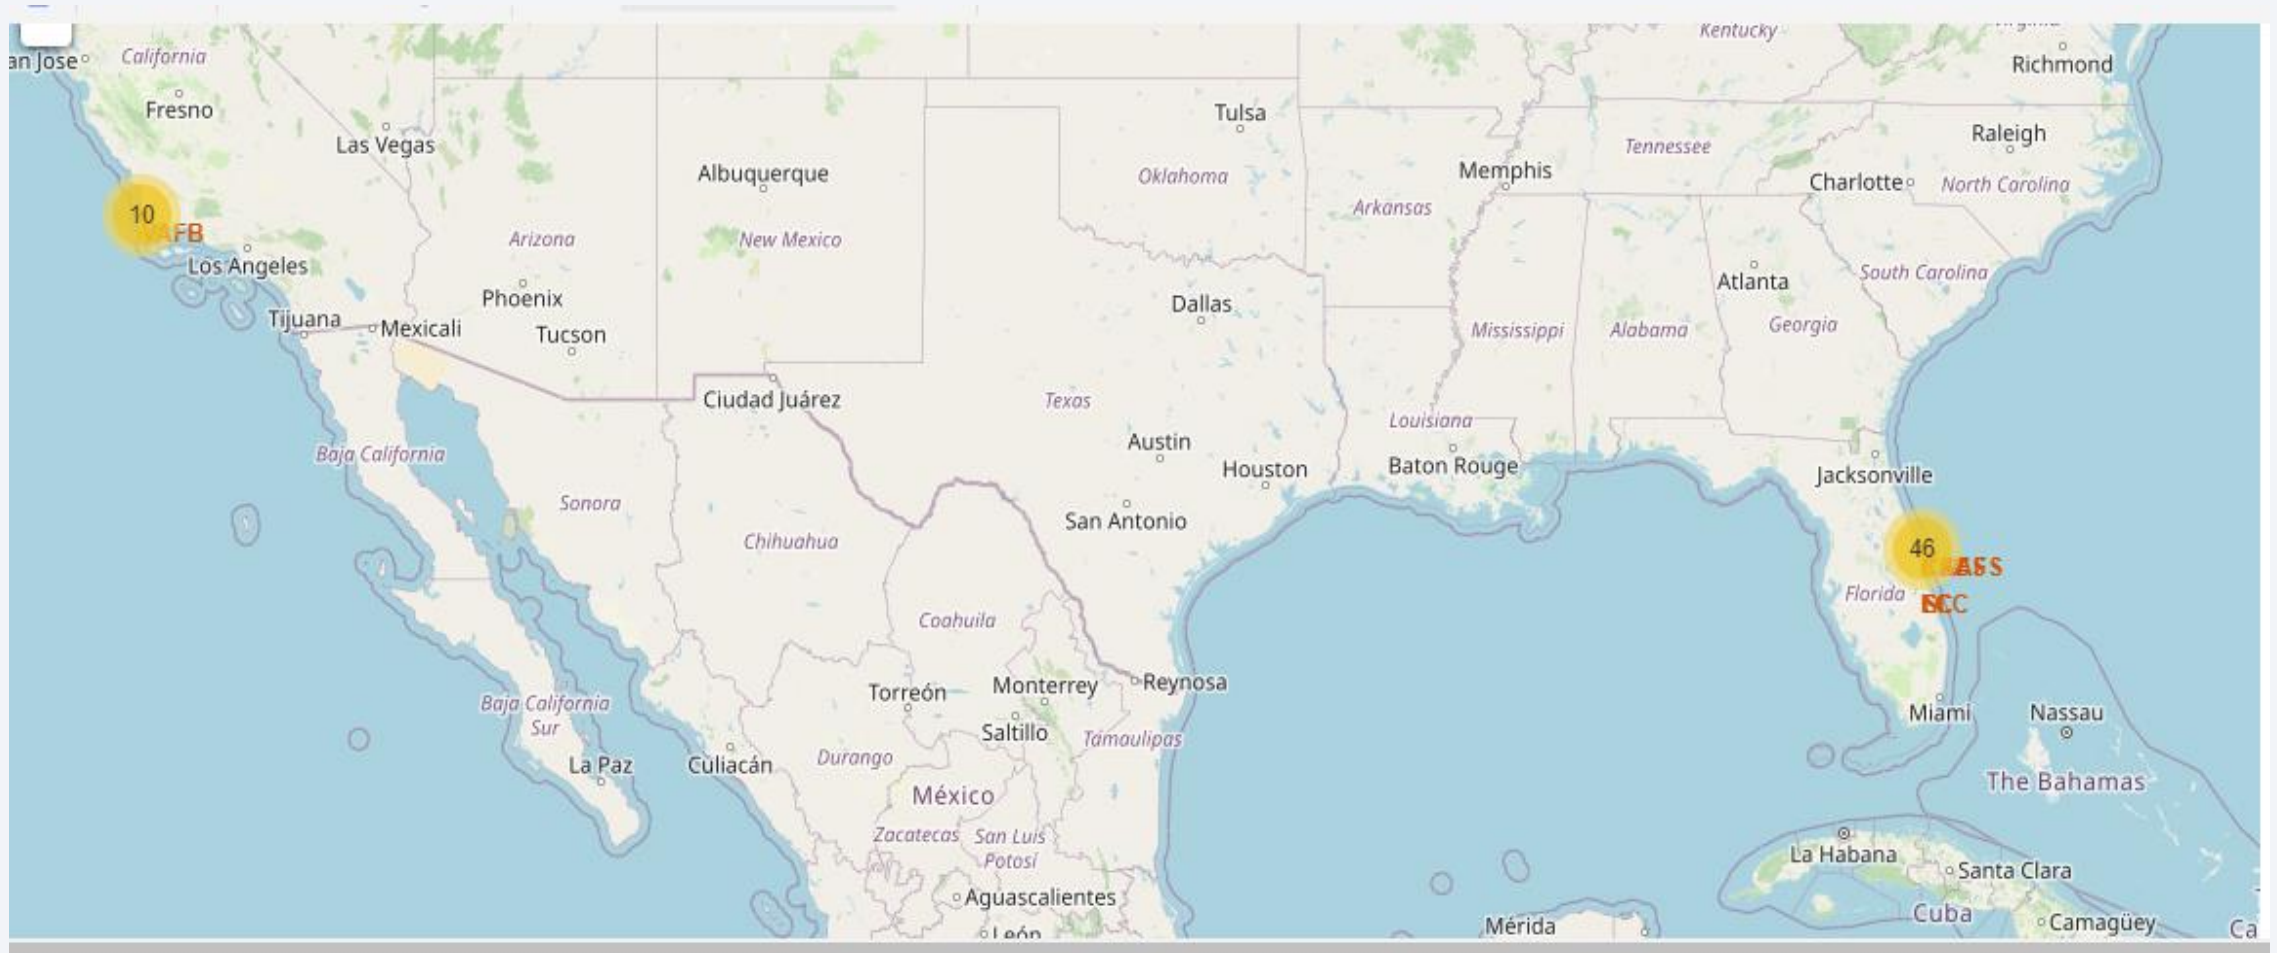 Kentucky
Richmond
an Jose
California
Fresno
Las Vegas
Albuquerque
Tulsa
Oklahoma
Memphis
Tennessee
Raleigh
Charlotte
North Carolina
Arkansas
10
AFB
Los Angeles
Arizona
New Mexico
Phoenix
Tucson
Dallas
Atlanta
South Carolina
Mississippi
Alabama
Georgia
Tijuana
Mexicali
Ciudad Juárez
Texas
Louisiana
Austin
Houston
Baton Rouge
Jacksonville
Baja California
Sonora
Chihuahua
San Antonio
46
Florida
Coahuila
Baja California
Sur
Torreón
Monterrey
Reynosa
Saltillo
Tamaulipas
Miami
Nassau
La Paz
Culiacán
Durango
México
The Bahamas
Zacatecas
San Luis
Potosí
La Habana
Santa Clara
Aguascalientes
Cuba
Camagüey
León
Mérida
Ca